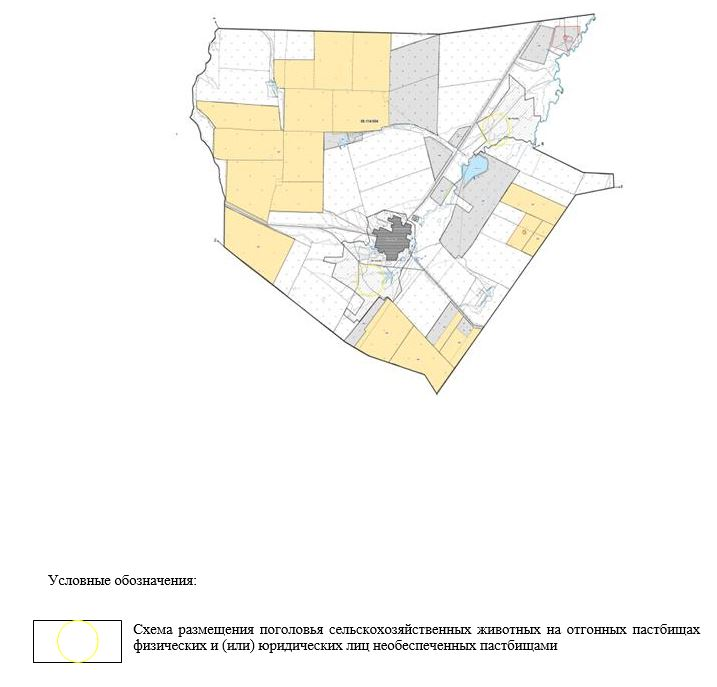 Условные обозначения:
Схема размещения поголовья сельскохозяйственных животных на отгонных пастбищах
физических и (или) юридических лиц необеспеченных пастбищами